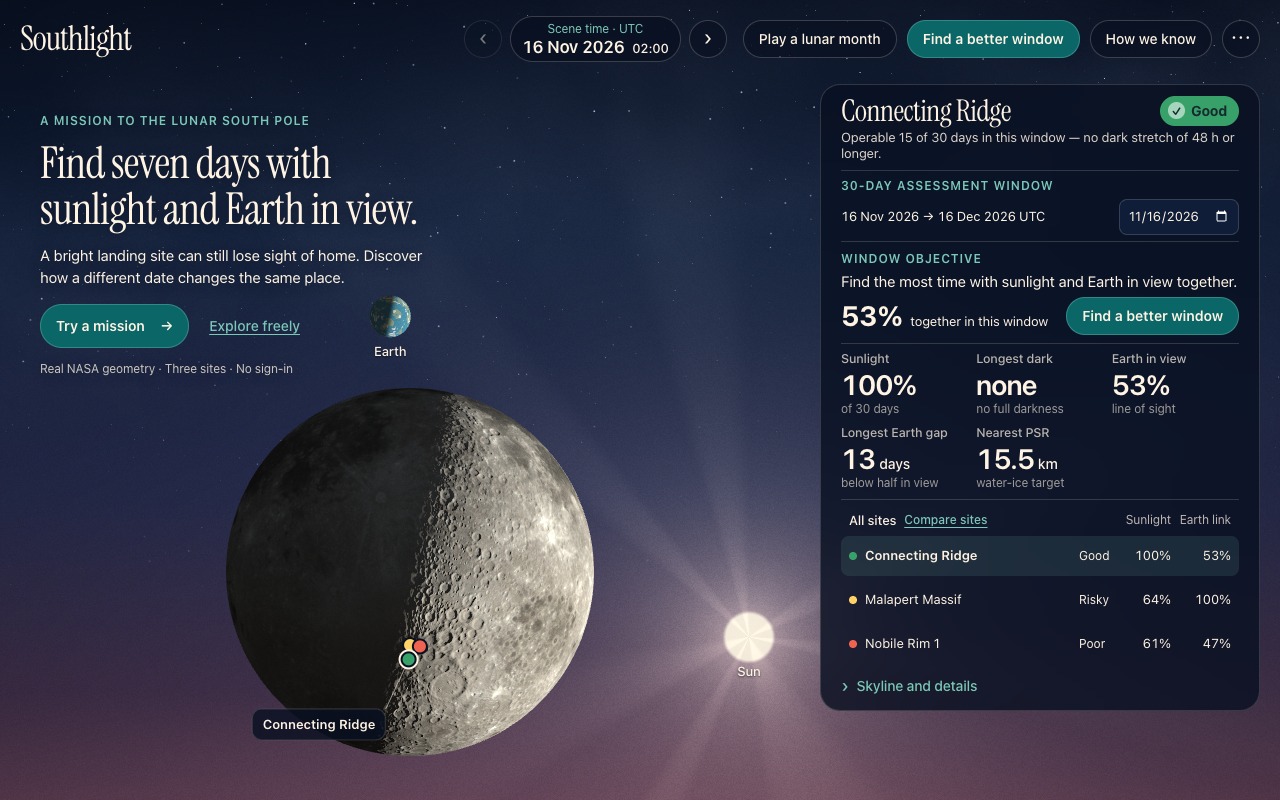 Southlight
‹
Scene time · UTC
16 Nov 2026 02:00
›
Play a lunar month
Find a better window
How we know
···
A MISSION TO THE LUNAR SOUTH POLE
Find seven days with
sunlight and Earth in view.
A bright landing site can still lose sight of home. Discover
how a different date changes the same place.
Try a mission →
Explore freely
Real NASA geometry · Three sites · No sign-in
Earth
Sun
Connecting Ridge
Connecting Ridge
Good
Operable 15 of 30 days in this window — no dark stretch of 48 h or
longer.
30-DAY ASSESSMENT WINDOW
16 Nov 2026 → 16 Dec 2026 UTC
11/16/2026
WINDOW OBJECTIVE
Find the most time with sunlight and Earth in view together.
53% together in this window
Find a better window
Sunlight
100%
of 30 days
Longest dark
none
no full darkness
Earth in view
53%
line of sight
Longest Earth gap
13 days
below half in view
Nearest PSR
15.5 km
water-ice target
All sites Compare sites Sunlight Earth link
Connecting Ridge Good 100% 53%
Malapert Massif Risky 64% 100%
Nobile Rim 1 Poor 61% 47%
› Skyline and details